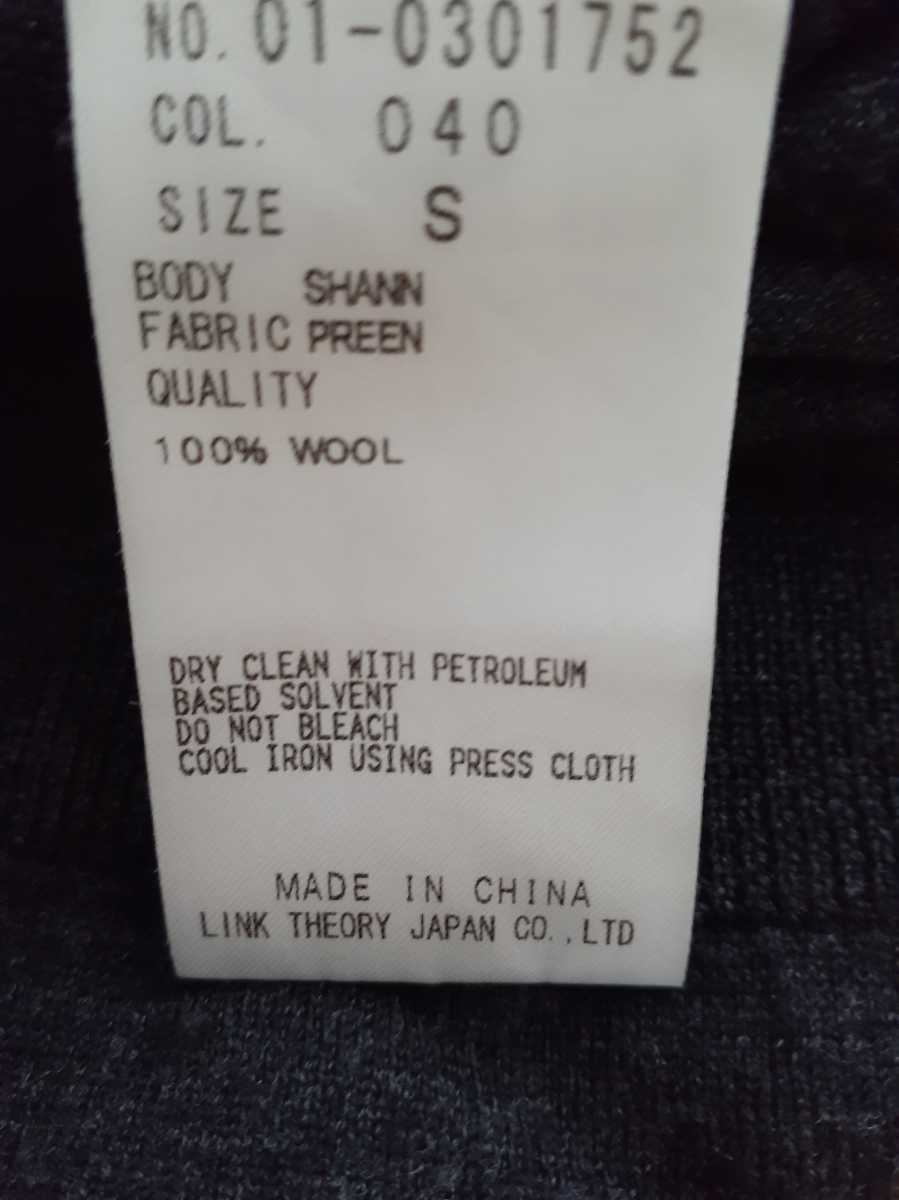 NO. 01-0301752
COL. 040
SIZE S
BODY SHANN
FABRIC PREEN
QUALITY
100% WOOL
DRY CLEAN WITH PETROLEUM
BASED SOLVENT
DO NOT BLEACH
COOL IRON USING PRESS CLOTH
MADE IN CHINA
LINK THEORY JAPAN CO.,LTD